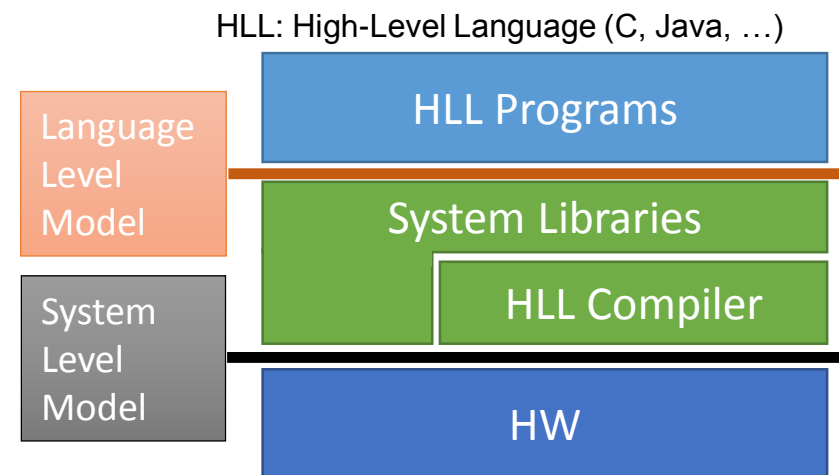 HLL: High-Level Language (C, Java, …)
HLL Programs
Language
Level
Model
System Libraries
HLL Compiler
System
Level
Model
HW